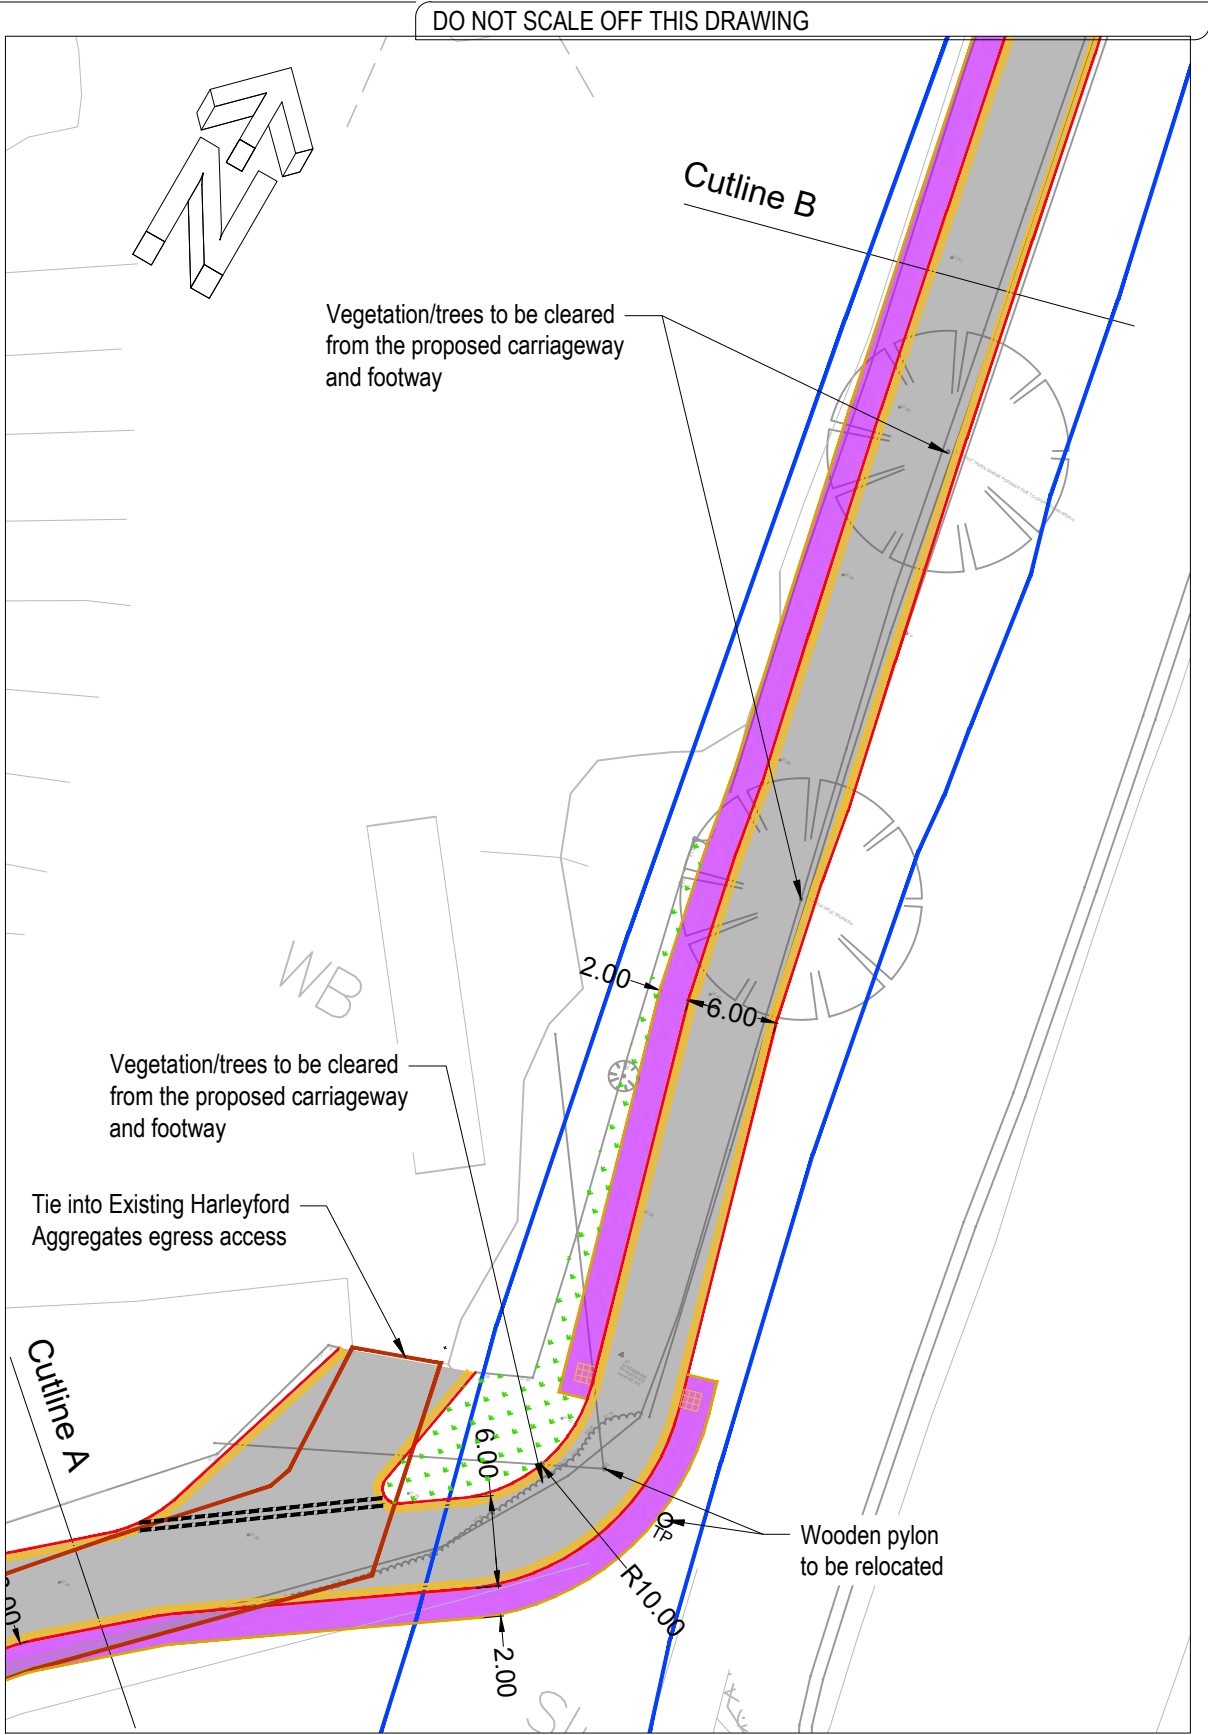 DO NOT SCALE OFF THIS DRAWING
N
Cutline B
Vegetation/trees to be cleared
from the proposed carriageway
and footway
WB
2.00
6.00
Vegetation/trees to be cleared
from the proposed carriageway
and footway
Tie into Existing Harleyford
Aggregates egress access
Cutline A
6.00
TP
Wooden pylon
to be relocated
R10.00
2.00